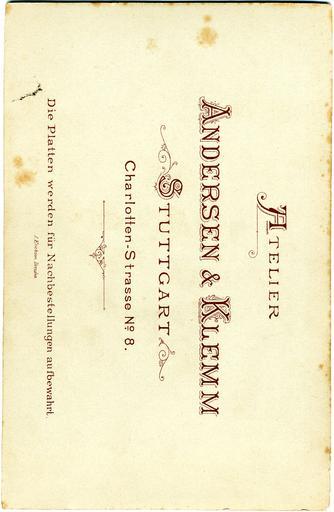 ATELIER
ANDERSEN & KLEMM
STUTTGART
Charlotten-Strasse No 8.
Die Platten werden für Nachbestellungen aufbewahrt.